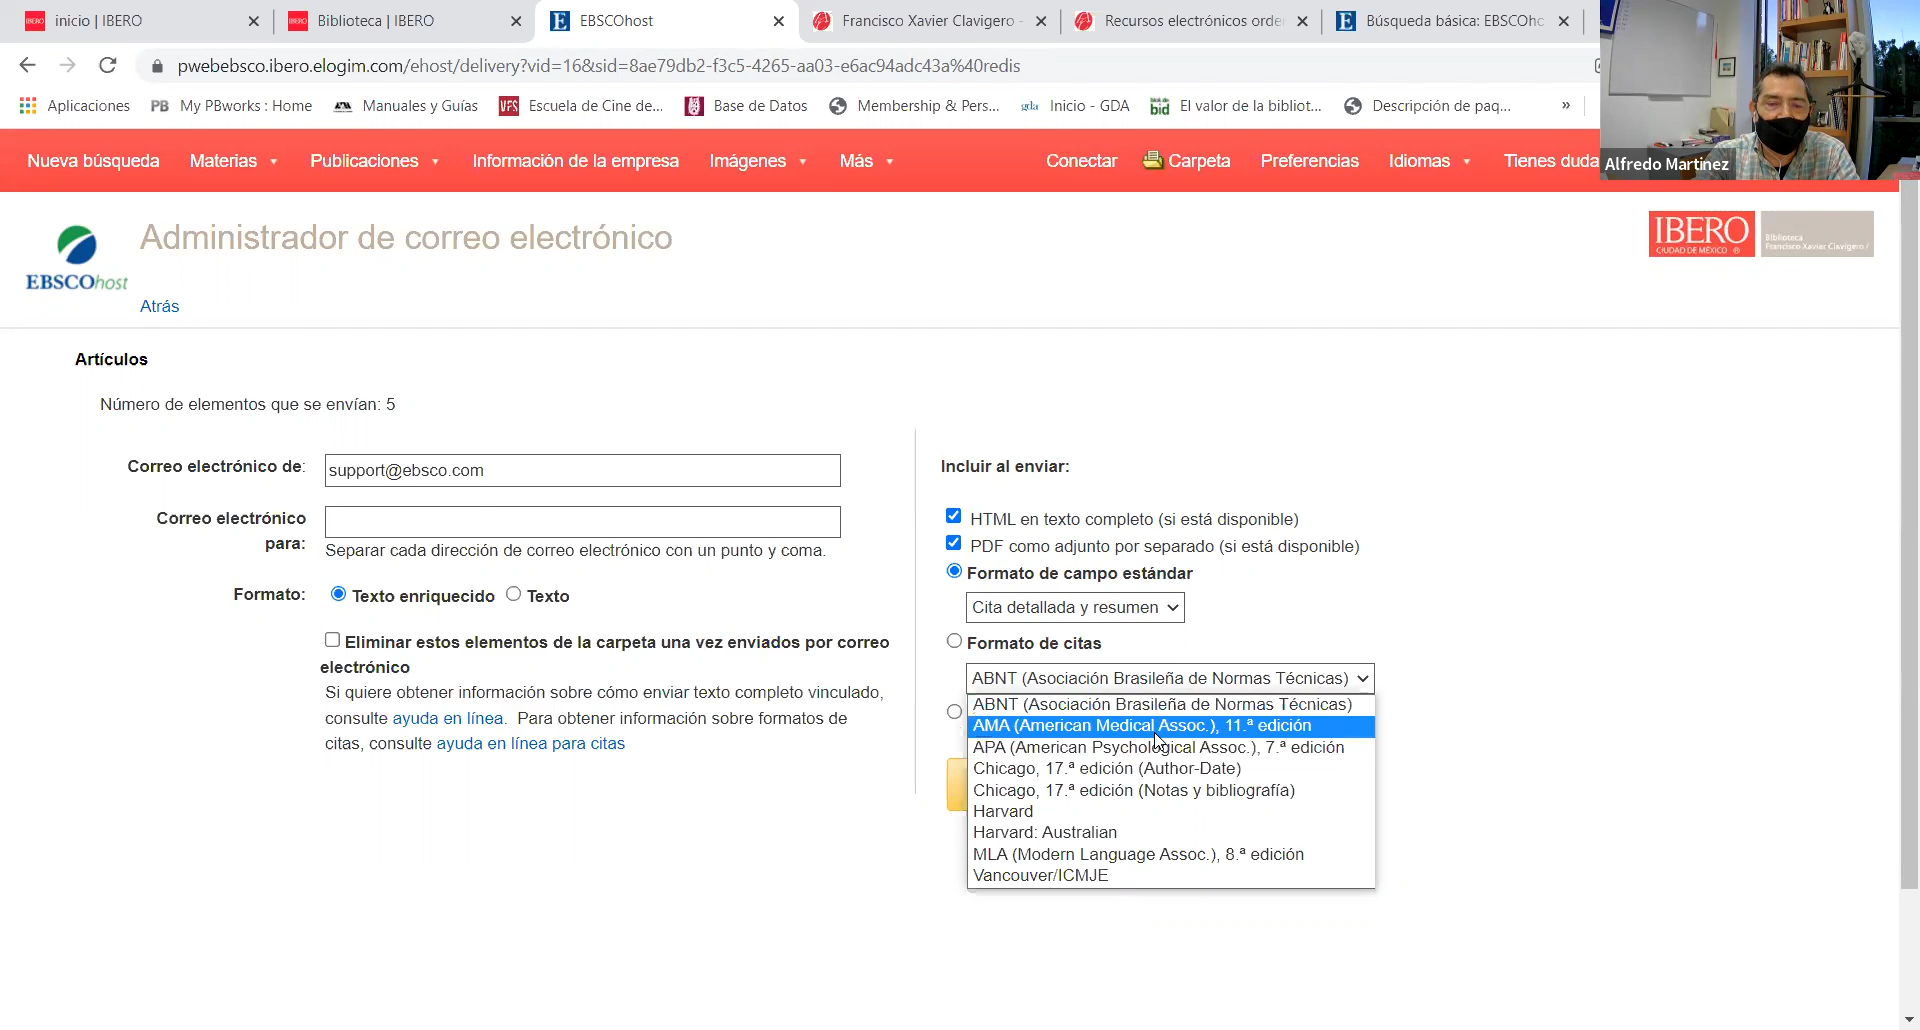 inicio | IBERO
Biblioteca | IBERO
EBSCOhost
Francisco Xavier Clavigero -
Recursos electrónicos orde
Búsqueda básica: EBSCOhc
pwebebsco.ibero.elogim.com/ehost/delivery?vid=16&sid=8ae79db2-f3c5-4265-aa03-e6ac94adc43a%40redis
Aplicaciones
PB My PBworks : Home
Manuales y Guías
VFS Escuela de Cine de...
Base de Datos
Membership & Pers...
gda Inicio - GDA
bid El valor de la bibliot...
Descripción de paq...
»
Nueva búsqueda
Materias
Publicaciones
Información de la empresa
Imágenes
Más
Conectar
Carpeta
Preferencias
Idiomas
Tienes duda
Alfredo Martinez
EBSCOhost
Administrador de correo electrónico
Atrás
IBERO
CIUDAD DE MÉXICO ®
Biblioteca
Francisco Xavier Clavigero /
Artículos
Número de elementos que se envían: 5
Correo electrónico de:
support@ebsco.com
Correo electrónico
para:
Separar cada dirección de correo electrónico con un punto y coma.
Formato:
Texto enriquecido
Texto
Eliminar estos elementos de la carpeta una vez enviados por correo
electrónico
Si quiere obtener información sobre cómo enviar texto completo vinculado,
consulte ayuda en línea. Para obtener información sobre formatos de
citas, consulte ayuda en línea para citas
Incluir al enviar:
HTML en texto completo (si está disponible)
PDF como adjunto por separado (si está disponible)
Formato de campo estándar
Cita detallada y resumen
Formato de citas
ABNT (Asociación Brasileña de Normas Técnicas)
ABNT (Asociación Brasileña de Normas Técnicas)
AMA (American Medical Assoc.), 11.ª edición
APA (American Psychological Assoc.), 7.ª edición
Chicago, 17.ª edición (Author-Date)
Chicago, 17.ª edición (Notas y bibliografía)
Harvard
Harvard: Australian
MLA (Modern Language Assoc.), 8.ª edición
Vancouver/ICMJE